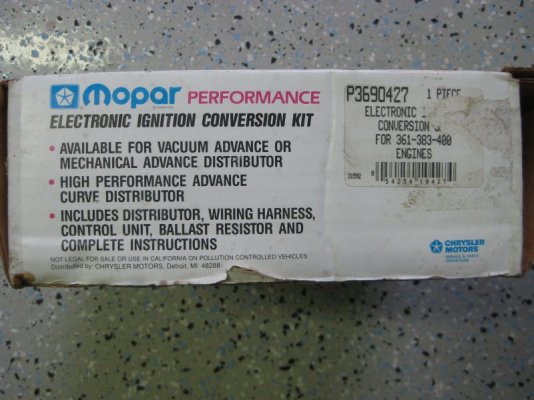 Mopar PERFORMANCE
ELECTRONIC IGNITION CONVERSION KIT
• AVAILABLE FOR VACUUM ADVANCE OR
MECHANICAL ADVANCE DISTRIBUTOR
• HIGH PERFORMANCE ADVANCE
CURVE DISTRIBUTOR
• INCLUDES DISTRIBUTOR, WIRING HARNESS,
CONTROL UNIT, BALLAST RESISTOR AND
COMPLETE INSTRUCTIONS
NOT LEGAL FOR SALE OR USE IN CALIFORNIA ON POLLUTION CONTROLLED VEHICLES
Distributed by: CHRYSLER MOTORS, Detroit, MI 48288
P3690427 1 PIECE
ELECTRONIC
CONVERSION
FOR 361-383-400
ENGINES
CHRYSLER
MOTORS
SERVICE & PARTS
OPERATIONS